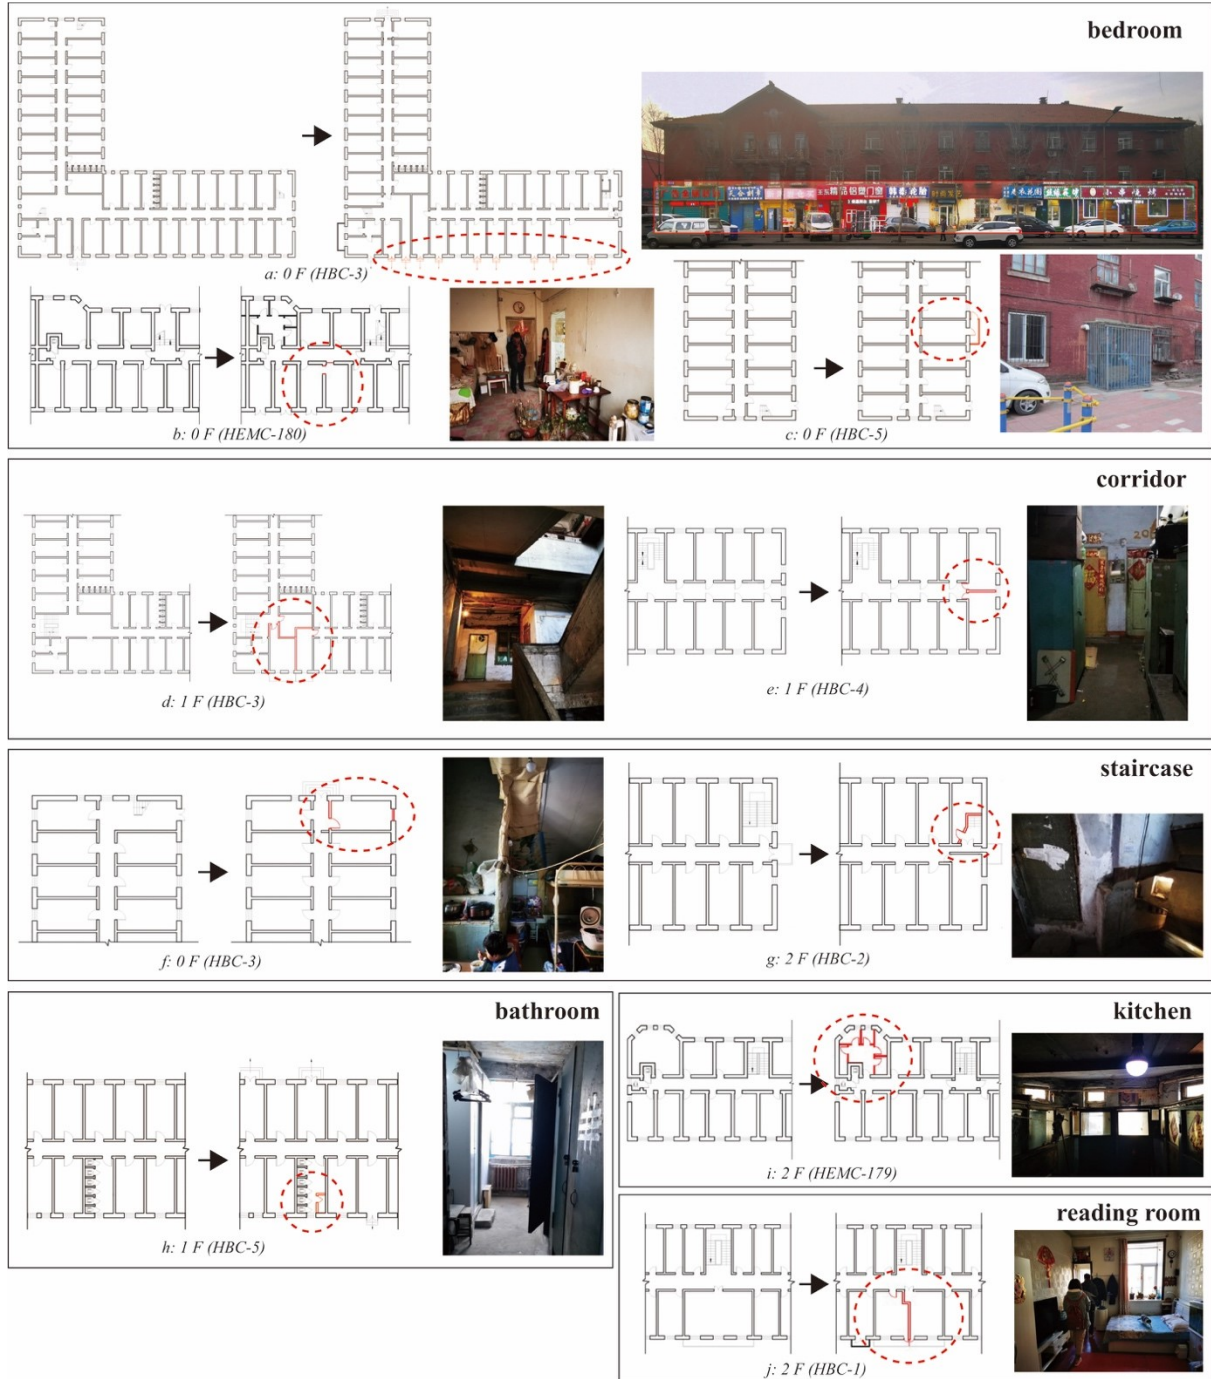 bedroom
a: 0 F (HBC-3)
b: 0 F (HEMC-180)
c: 0 F (HBC-5)
corridor
d: 1 F (HBC-3)
e: 1 F (HBC-4)
staircase
f: 0 F (HBC-3)
g: 2 F (HBC-2)
bathroom
h: 1 F (HBC-5)
kitchen
i: 2 F (HEMC-179)
reading room
j: 2 F (HBC-1)